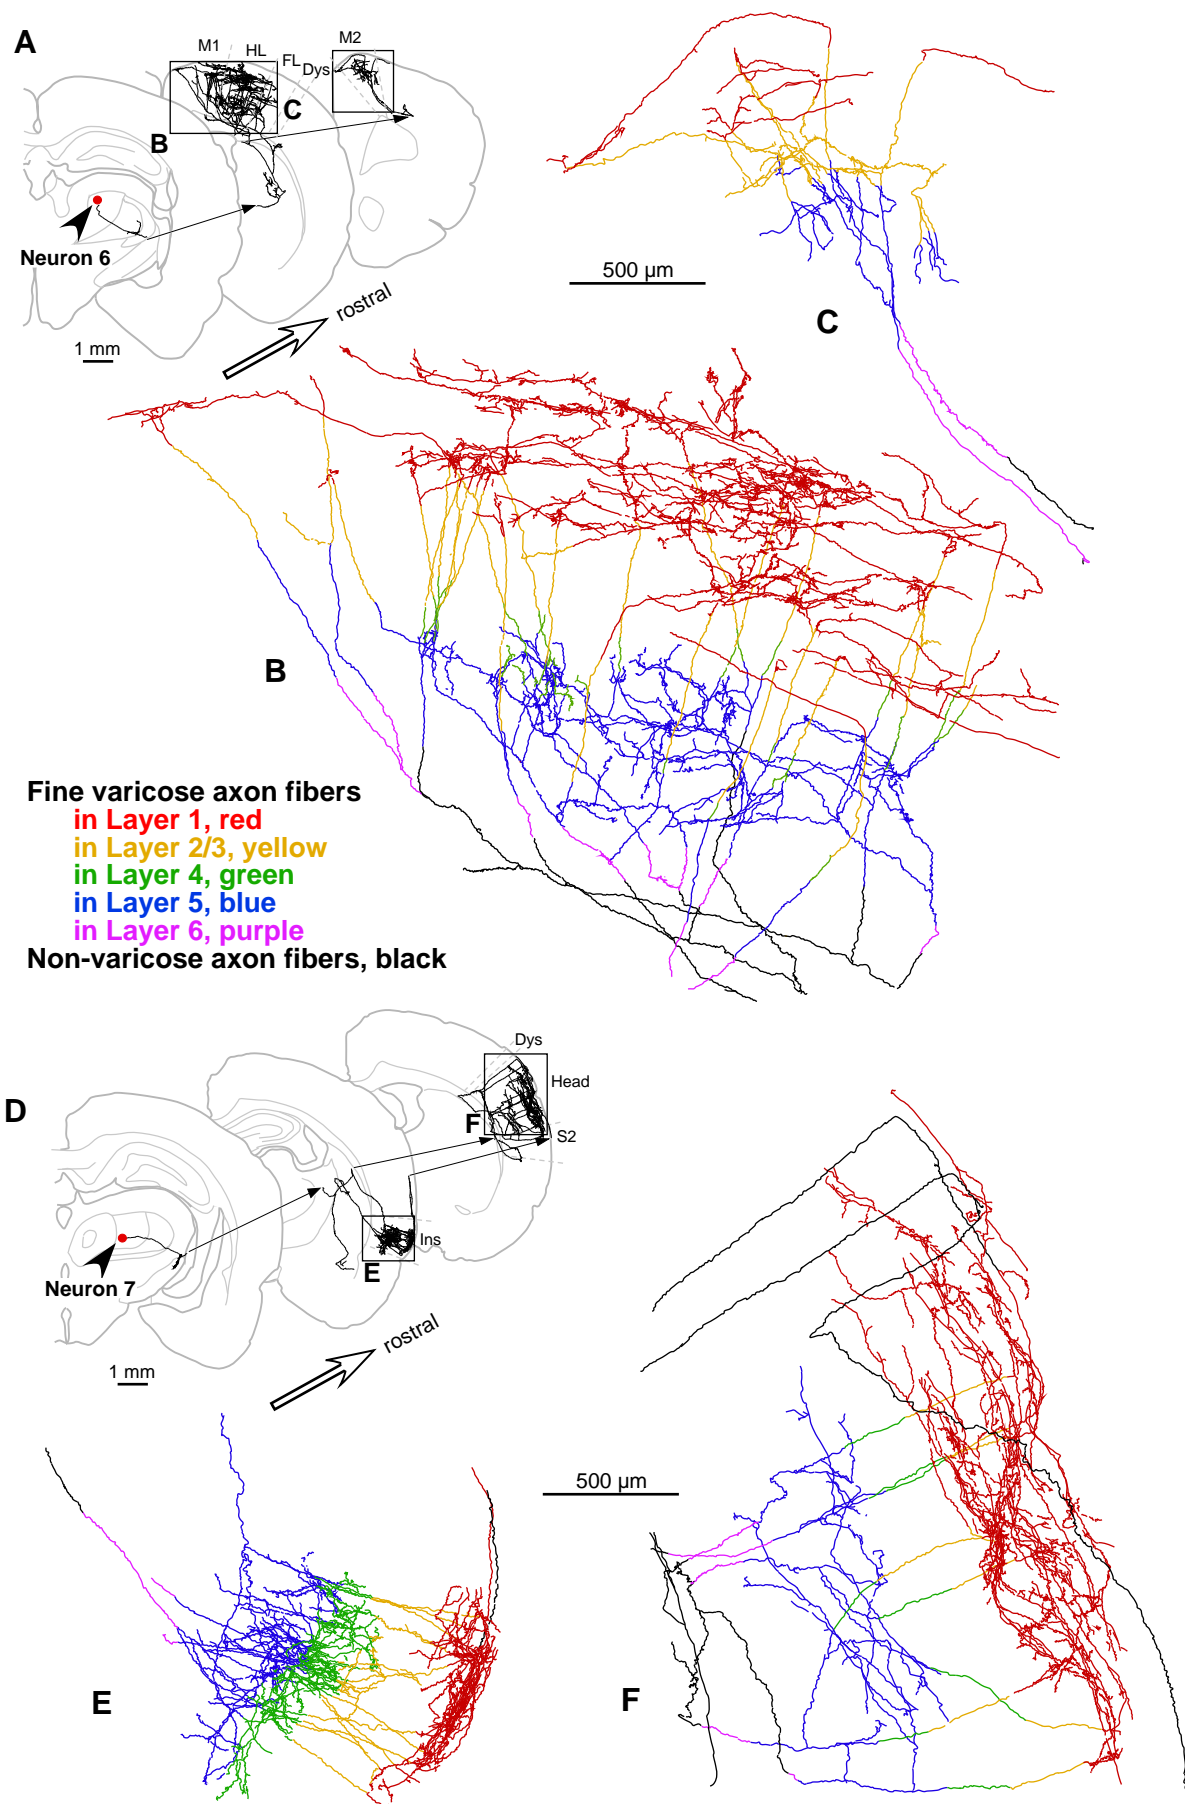 A
M1
HL
FL
Dys
M2
C
B
Neuron 6
rostral
1 mm
500 µm
C
B
Fine varicose axon fibers
in Layer 1, red
in Layer 2/3, yellow
in Layer 4, green
in Layer 5, blue
in Layer 6, purple
Non-varicose axon fibers, black
D
Dys
Head
F
S2
Ins
E
Neuron 7
rostral
1 mm
500 µm
E
F